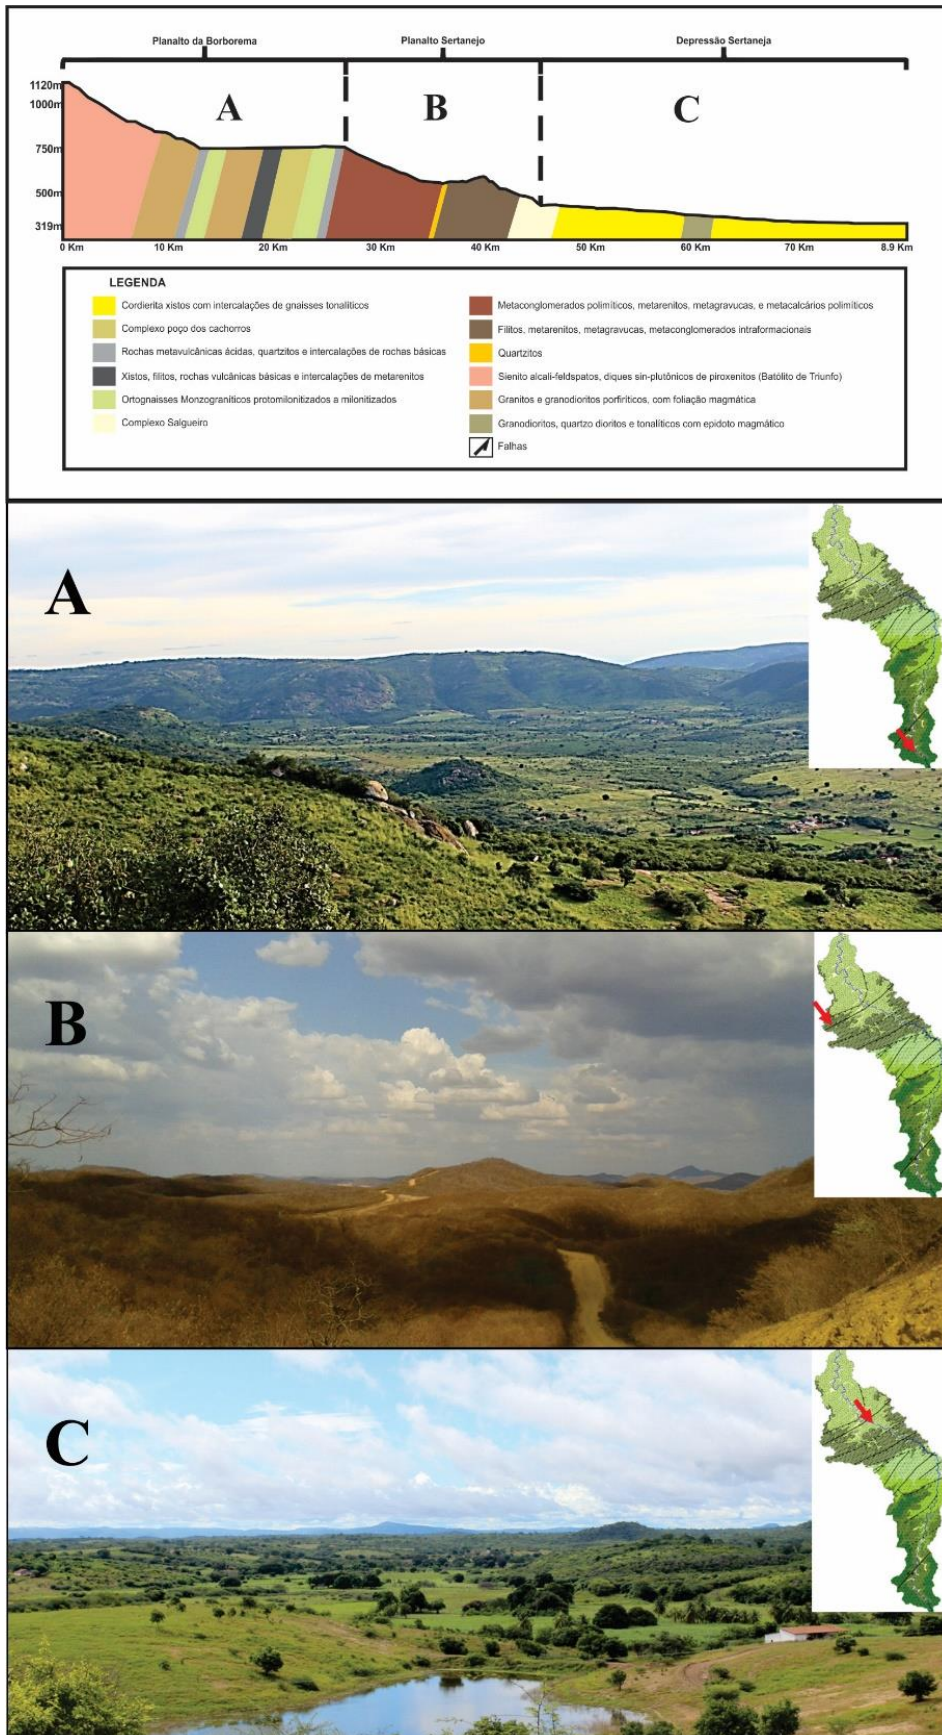 Planalto da Borborema
Planalto Sertanejo
Depressão Sertaneja
A
B
C
1120m
1000m
750m
500m
319m
0 Km
10 Km
20 Km
30 Km
40 Km
50 Km
60 Km
70 Km
8.9 Km
LEGENDA
Cordierita xistos com intercalações de gnaisses tonalíticos
Complexo poço dos cachorros
Rochas metavulcânicas ácidas, quartzitos e intercalações de rochas básicas
Xistos, filitos, rochas vulcânicas básicas e intercalações de metarenitos
Ortognaisses Monzograníticos protomilonitizados a milonitizados
Complexo Salgueiro
Metaconglomerados polimíticos, metarenitos, metagravucas, e metacalcários polimíticos
Filitos, metarenitos, metagravucas, metaconglomerados intraformacionais
Quartzitos
Sienito alcali-feldspatos, diques sin-plutônicos de piroxenitos (Batólito de Triunfo)
Granitos e granodioritos porfiríticos, com foliação magmática
Granodioritos, quartzo dioritos e tonalíticos com epidoto magmático
Falhas
A
B
C